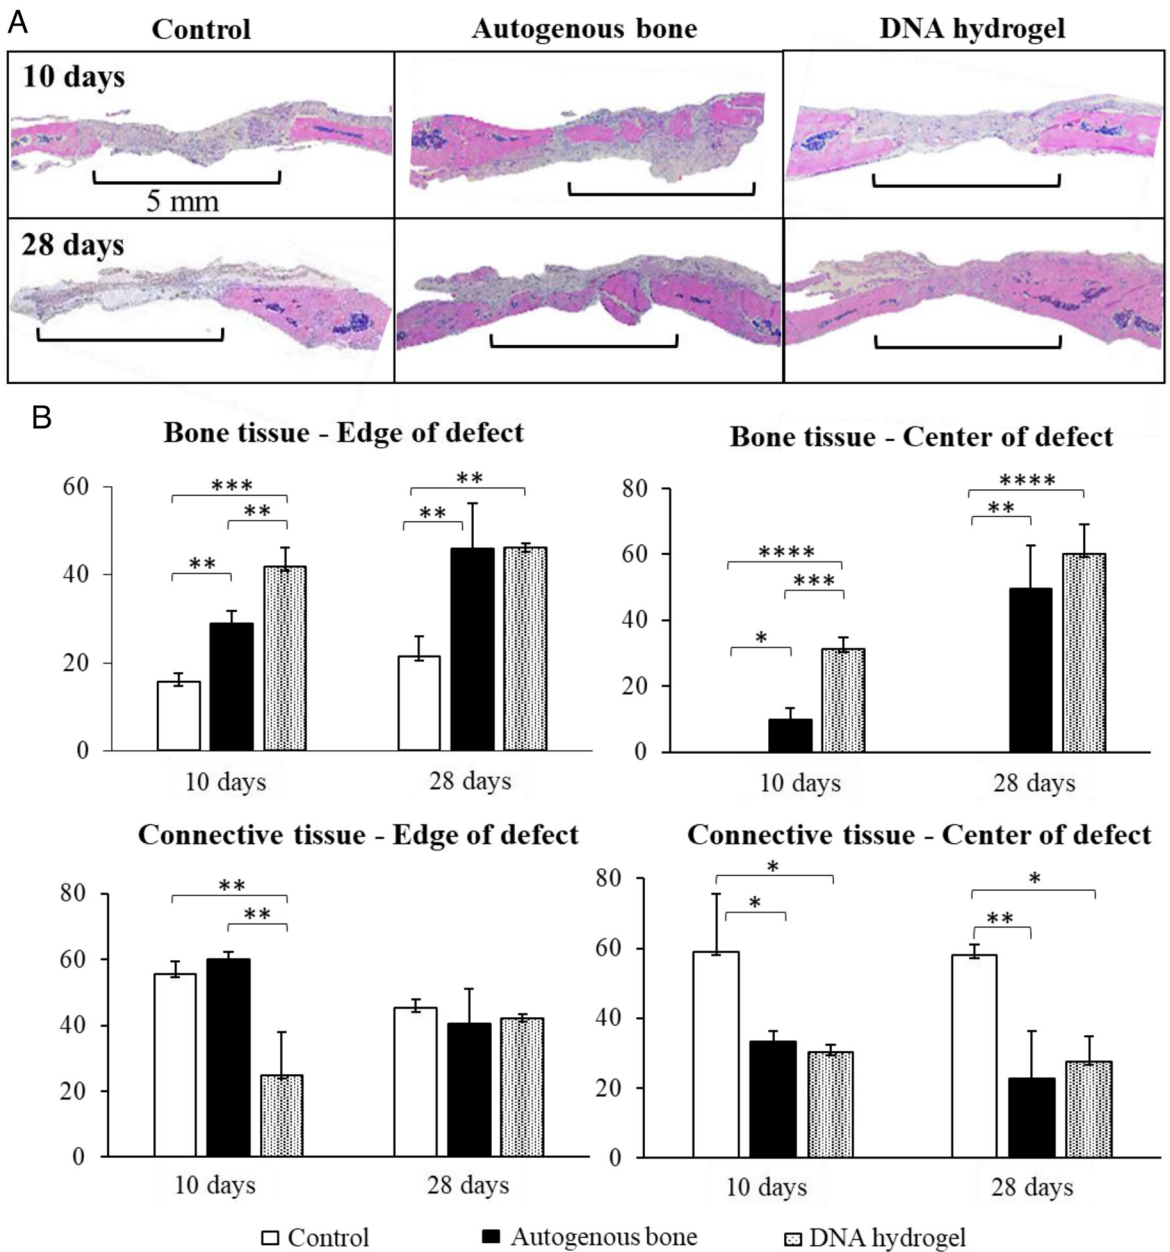 A
Control
Autogenous bone
DNA hydrogel
10 days
5 mm
28 days
B
Bone tissue - Edge of defect
60
40
20
0
***
**
**
**
**
10 days
28 days
Bone tissue - Center of defect
80
60
40
20
0
****
***
*
****
**
10 days
28 days
Connective tissue - Edge of defect
80
60
40
20
0
**
**
10 days
28 days
Connective tissue - Center of defect
80
60
40
20
0
*
*
*
**
10 days
28 days
Control
Autogenous bone
DNA hydrogel